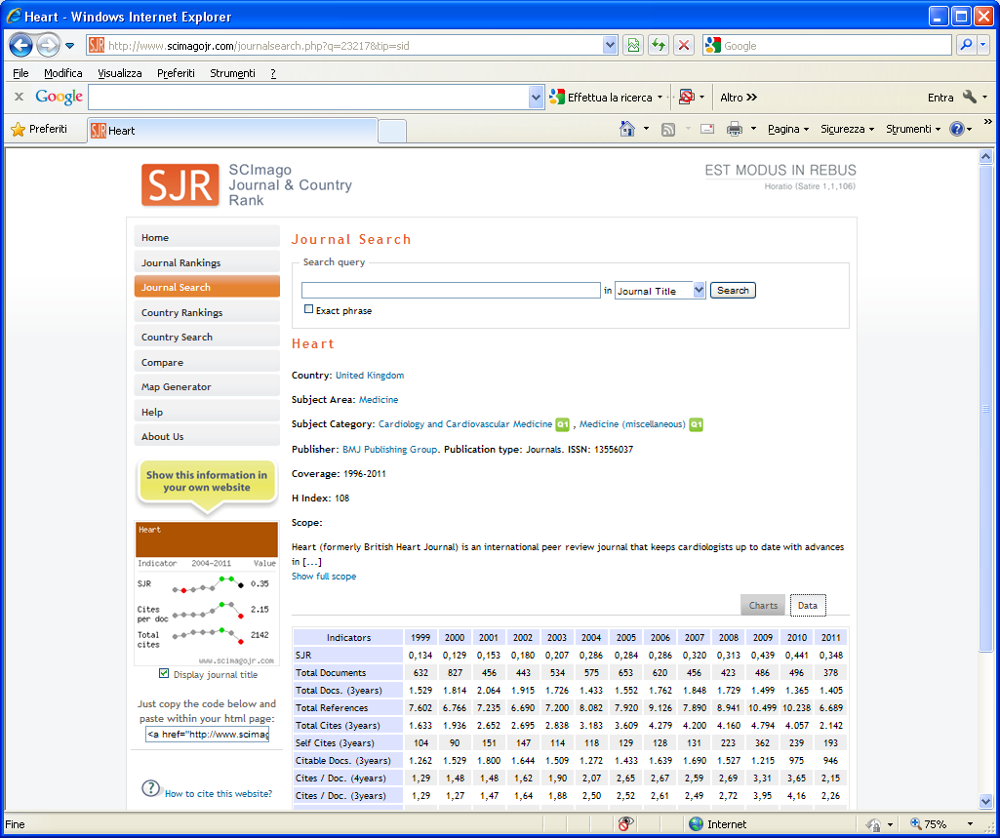 Heart - Windows Internet Explorer
http://www.scimagojr.com/journalsearch.php?q=23217&tip=sid
Google
File Modifica Visualizza Preferiti Strumenti ?
x Google Effettua la ricerca Altro >> Entra
Preferiti SJR Heart Pagina Sicurezza Strumenti
SJR SCImago
Journal & Country
Rank
EST MODUS IN REBUS
Horatio (Satire 1,1,106)
Home
Journal Rankings
Journal Search
Country Rankings
Country Search
Compare
Map Generator
Help
About Us
Show this information in
your own website
Heart
Indicator 2004-2011 Value
SJR 0.35
Cites
per doc 2.15
Total
cites 2142
www.scimagojr.com
Display journal title
Just copy the code below and
paste within your html page:
<a href="http://www.scimag
? How to cite this website?
Journal Search
Search query
in Journal Title Search
Exact phrase
Heart
Country: United Kingdom
Subject Area: Medicine
Subject Category: Cardiology and Cardiovascular Medicine Q1 , Medicine (miscellaneous) Q1
Publisher: BMJ Publishing Group. Publication type: Journals. ISSN: 13556037
Coverage: 1996-2011
H Index: 108
Scope:
Heart (formerly British Heart Journal) is an international peer review journal that keeps cardiologists up to date with advances
in [...]
Show full scope
Charts Data
Indicators 1999 2000 2001 2002 2003 2004 2005 2006 2007 2008 2009 2010 2011
SJR 0,134 0,129 0,153 0,180 0,207 0,286 0,284 0,286 0,320 0,313 0,439 0,441 0,348
Total Documents 632 827 456 443 534 575 653 620 456 423 486 496 378
Total Docs. (3years) 1.529 1.814 2.064 1.915 1.726 1.433 1.552 1.762 1.848 1.729 1.499 1.365 1.405
Total References 7.602 6.766 7.235 6.690 7.200 8.082 7.920 9.126 7.890 8.941 10.499 10.238 6.689
Total Cites (3years) 1.633 1.936 2.652 2.695 2.838 3.183 3.609 4.279 4.200 4.160 4.794 4.057 2.142
Self Cites (3years) 104 90 151 147 114 118 129 128 131 223 362 239 193
Citable Docs. (3years) 1.262 1.529 1.800 1.644 1.509 1.272 1.433 1.639 1.690 1.527 1.215 975 946
Cites / Doc. (4years) 1,29 1,48 1,48 1,62 1,90 2,07 2,65 2,67 2,59 2,69 3,31 3,65 2,15
Cites / Doc. (3years) 1,29 1,27 1,47 1,64 1,88 2,50 2,52 2,61 2,49 2,72 3,95 4,16 2,26
Fine Internet 75%